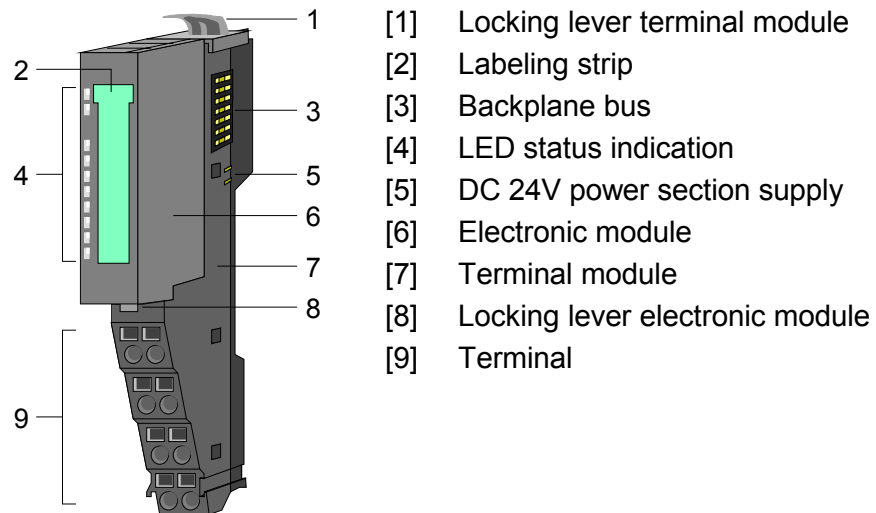 1
2
3
4
5
6
7
8
9
[1] Locking lever terminal module
[2] Labeling strip
[3] Backplane bus
[4] LED status indication
[5] DC 24V power section supply
[6] Electronic module
[7] Terminal module
[8] Locking lever electronic module
[9] Terminal